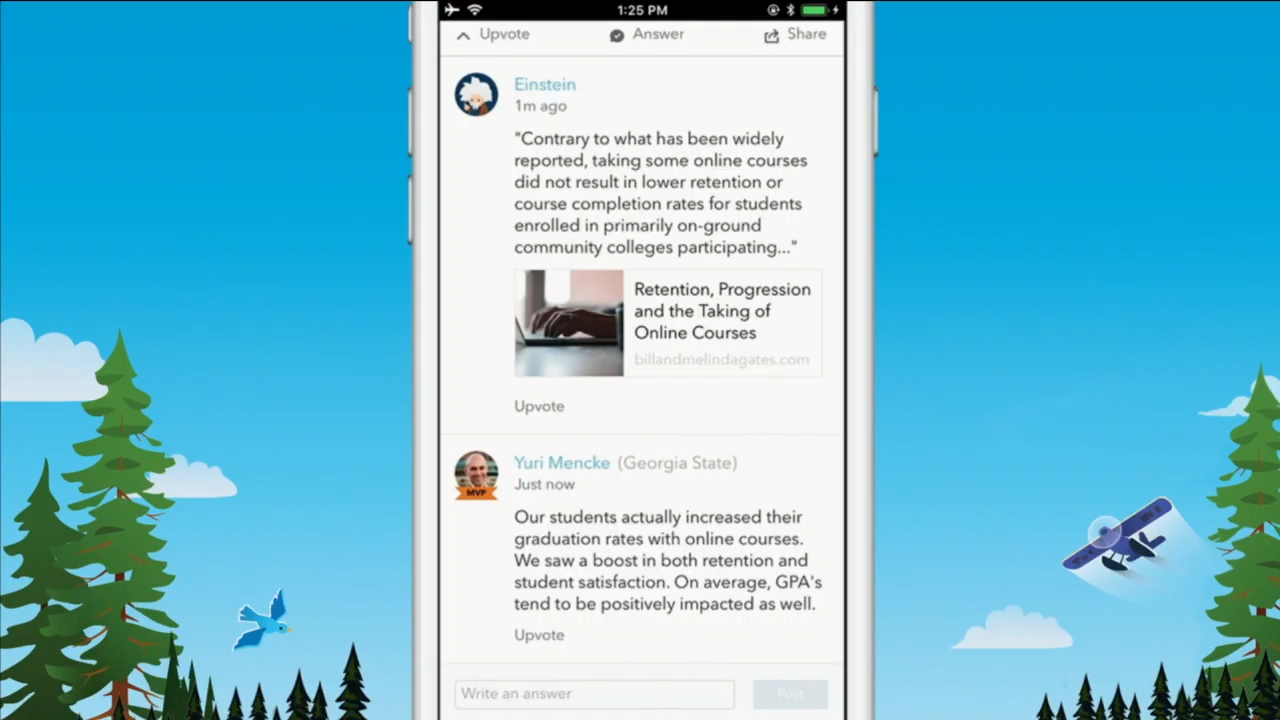 1:25 PM
Upvote
Answer
Share
Einstein
1m ago
"Contrary to what has been widely
reported, taking some online courses
did not result in lower retention or
course completion rates for students
enrolled in primarily on-ground
community colleges participating..."
Retention, Progression
and the Taking of
Online Courses
billandmelindagates.com
Upvote
Yuri Mencke (Georgia State)
Just now
MVP
Our students actually increased their
graduation rates with online courses.
We saw a boost in both retention and
student satisfaction. On average, GPA's
tend to be positively impacted as well.
Upvote
Write an answer
Post